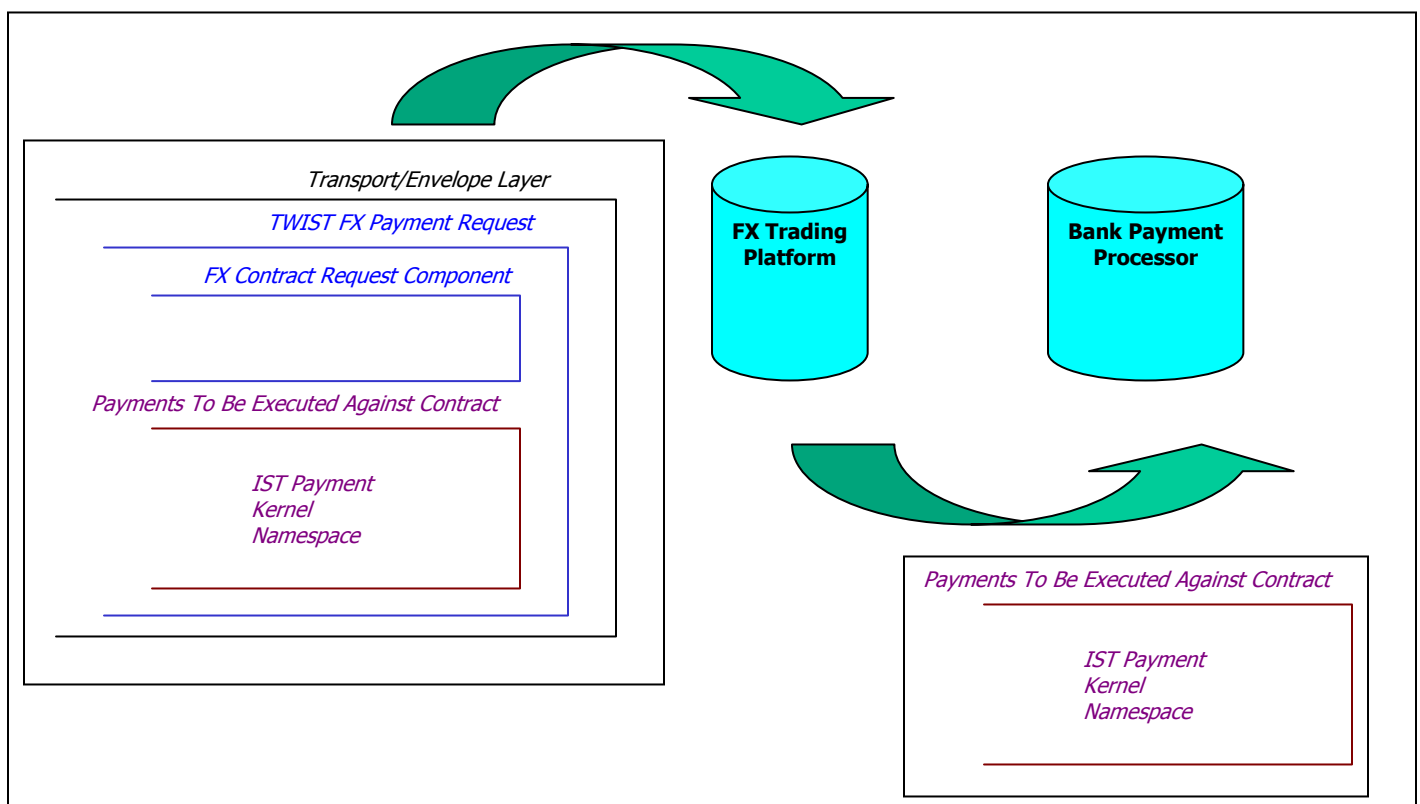 Transport/Envelope Layer
TWIST FX Payment Request
FX Contract Request Component
Payments To Be Executed Against Contract
IST Payment
Kernel
Namespace
FX Trading
Platform
Bank Payment
Processor
Payments To Be Executed Against Contract
IST Payment
Kernel
Namespace